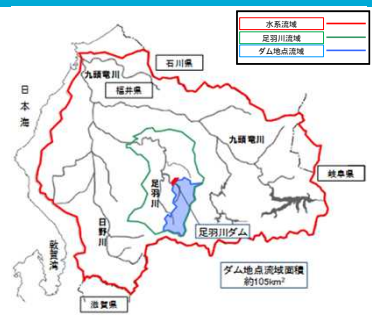 水系流域
足羽川流域
ダム地点流域
石川県
九頭竜川
福井県
日本海
九頭竜川
岐阜県
足羽川
日野川
足羽川ダム
敦賀湾
ダム地点流域面積
約105km²
滋賀県